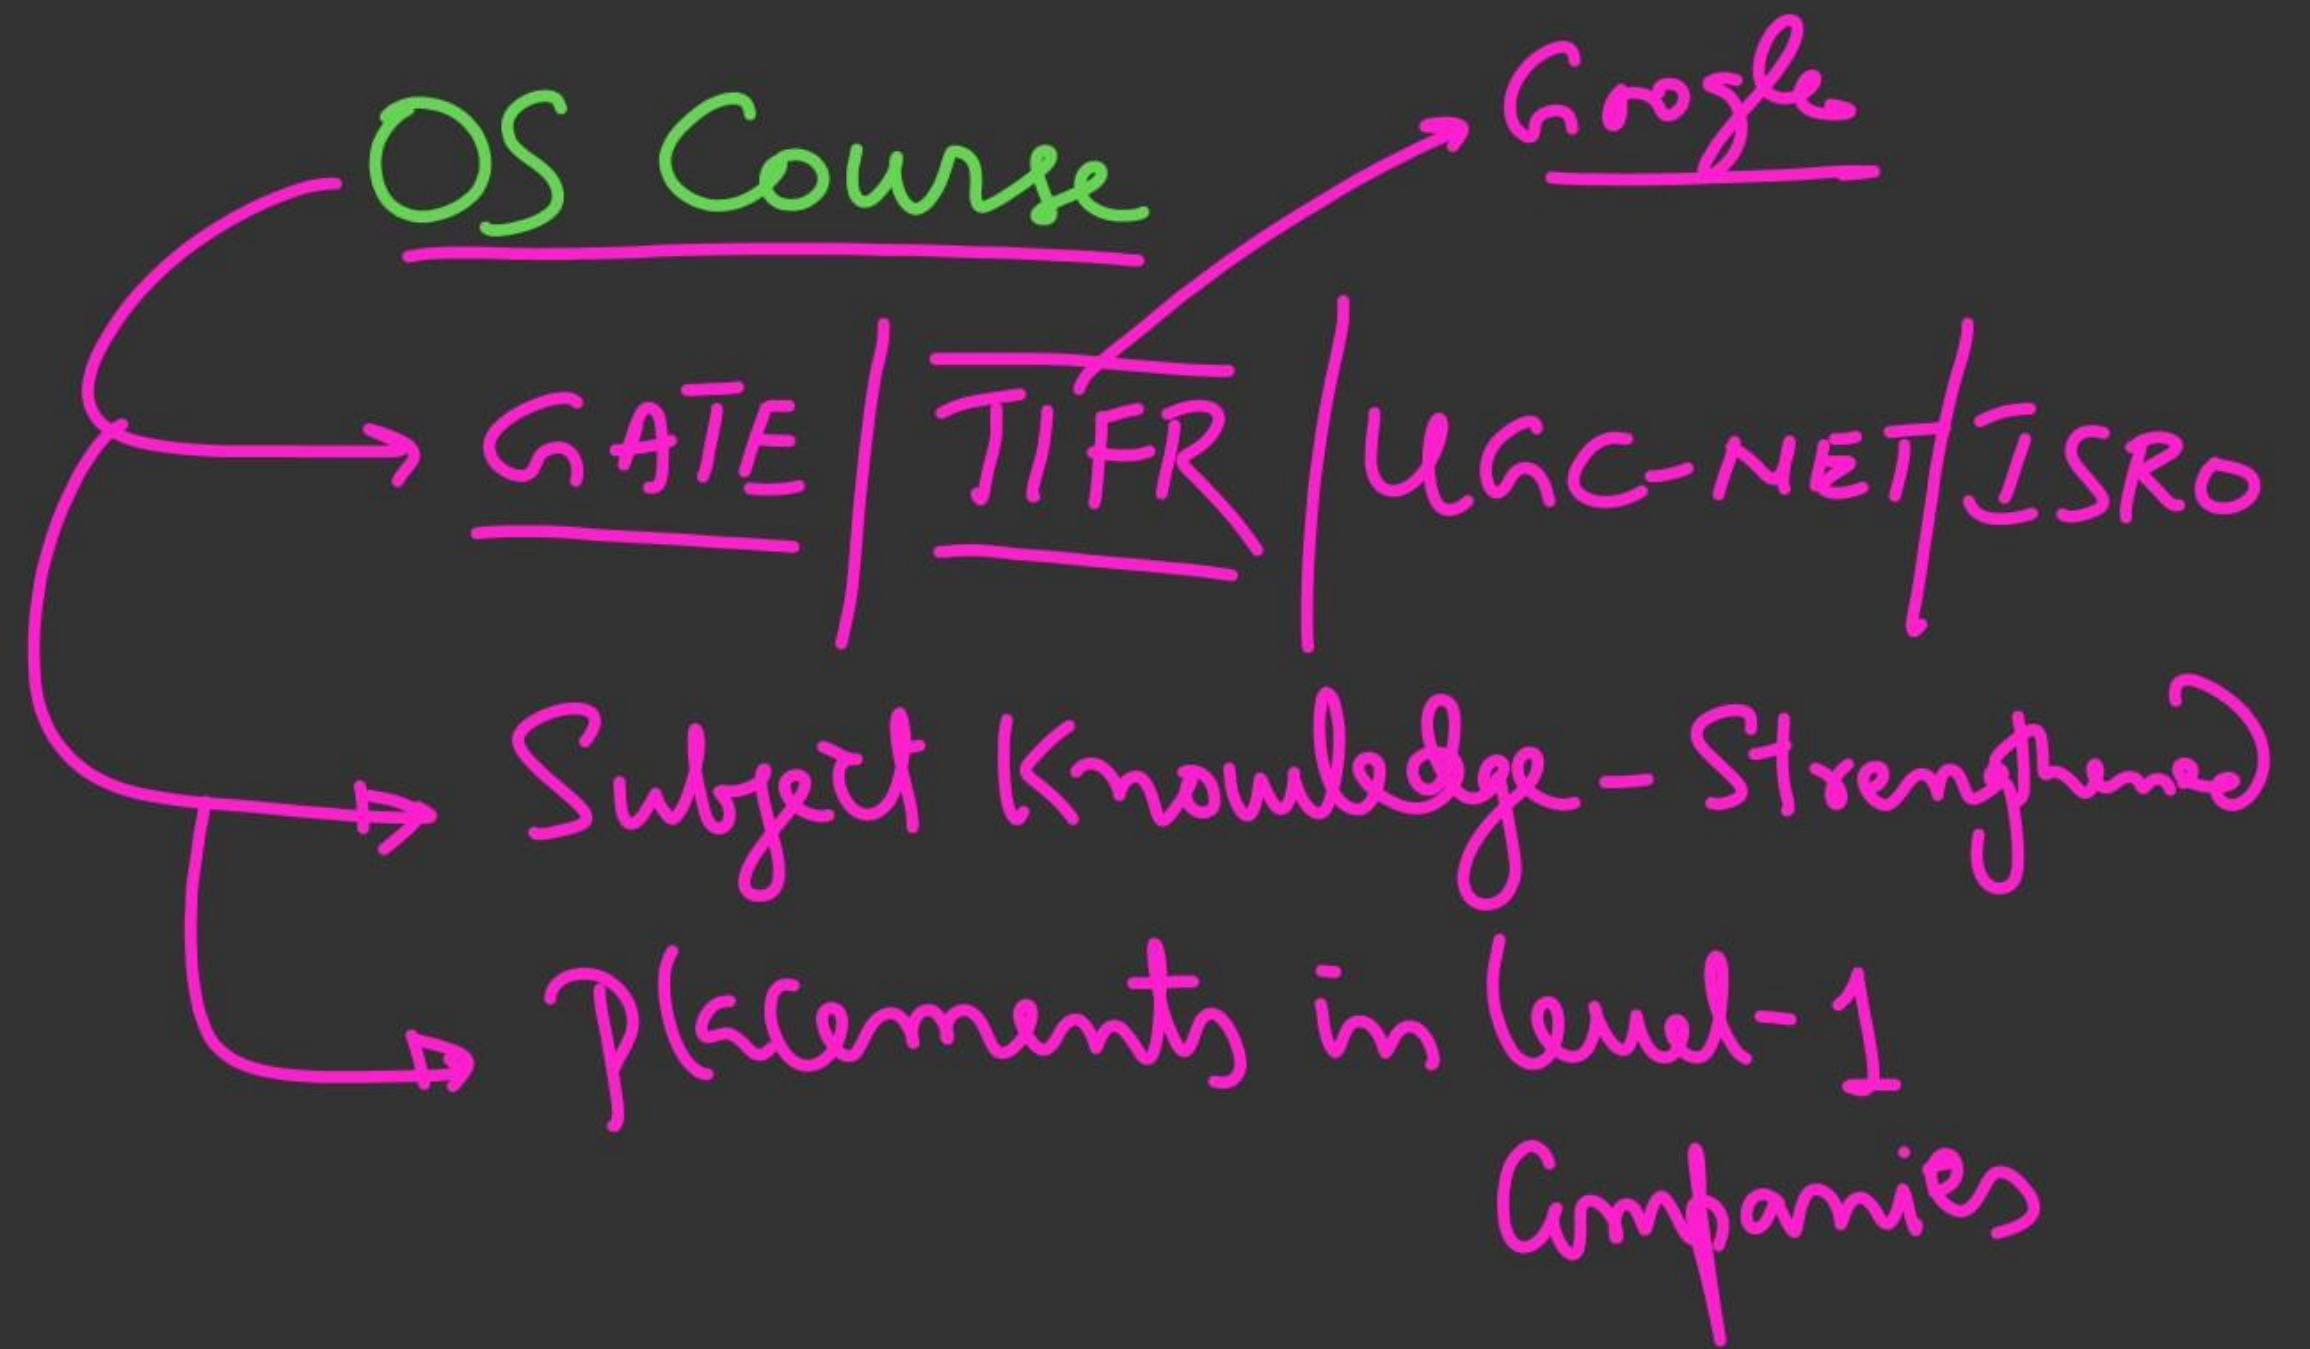 Google
OS Course
GATE / TIFR / UGC-NET / ISRO
Subject Knowledge - Strengthened
Placements in level-1
Companies